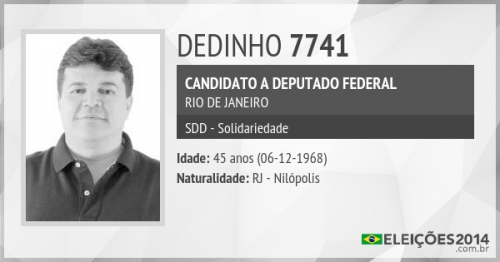 DEDINHO 7741
CANDIDATO A DEPUTADO FEDERAL
RIO DE JANEIRO
SDD - Solidariedade
Idade: 45 anos (06-12-1968)
Naturalidade: RJ - Nilópolis
ELEIÇÕES2014
.com.br